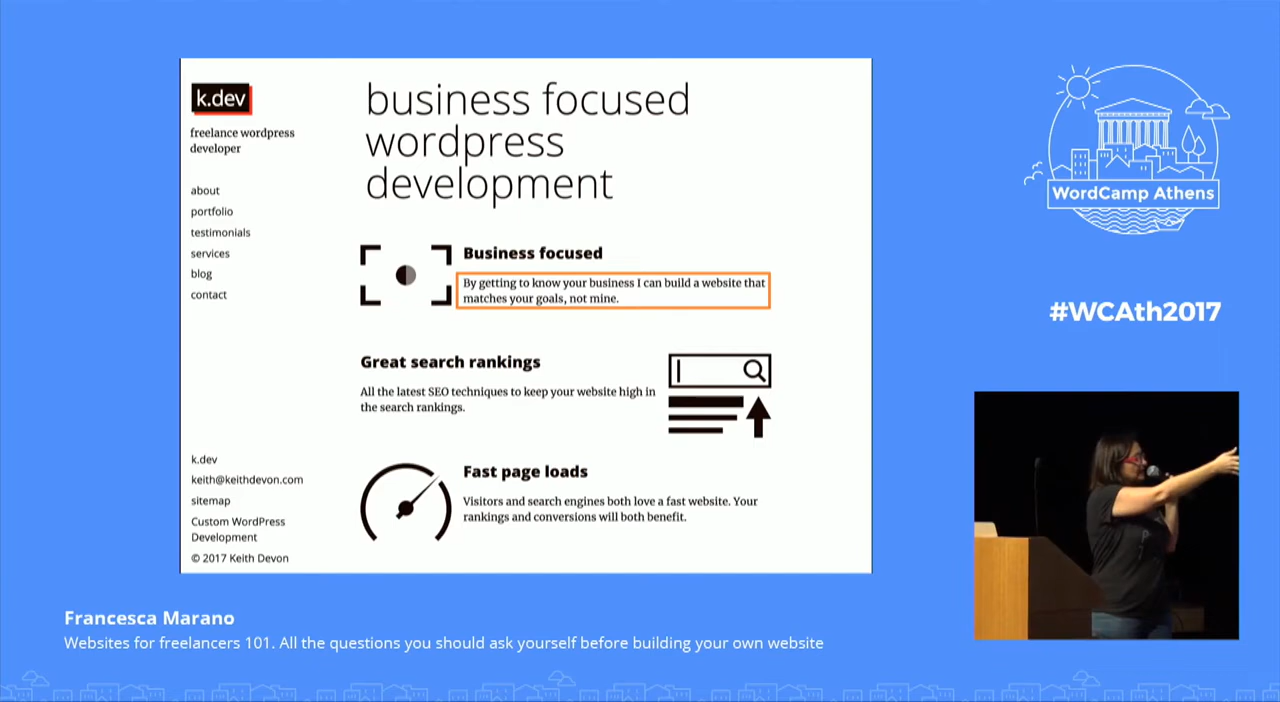 k.dev
freelance wordpress
developer
about
portfolio
testimonials
services
blog
contact
k.dev
keith@keithdevon.com
sitemap
Custom WordPress
Development
© 2017 Keith Devon
business focused
wordpress
development
Business focused
By getting to know your business I can build a website that
matches your goals, not mine.
Great search rankings
All the latest SEO techniques to keep your website high in
the search rankings.
Fast page loads
Visitors and search engines both love a fast website. Your
rankings and conversions will both benefit.
WordCamp Athens
#WCAth2017
Francesca Marano
Websites for freelancers 101. All the questions you should ask yourself before building your own website